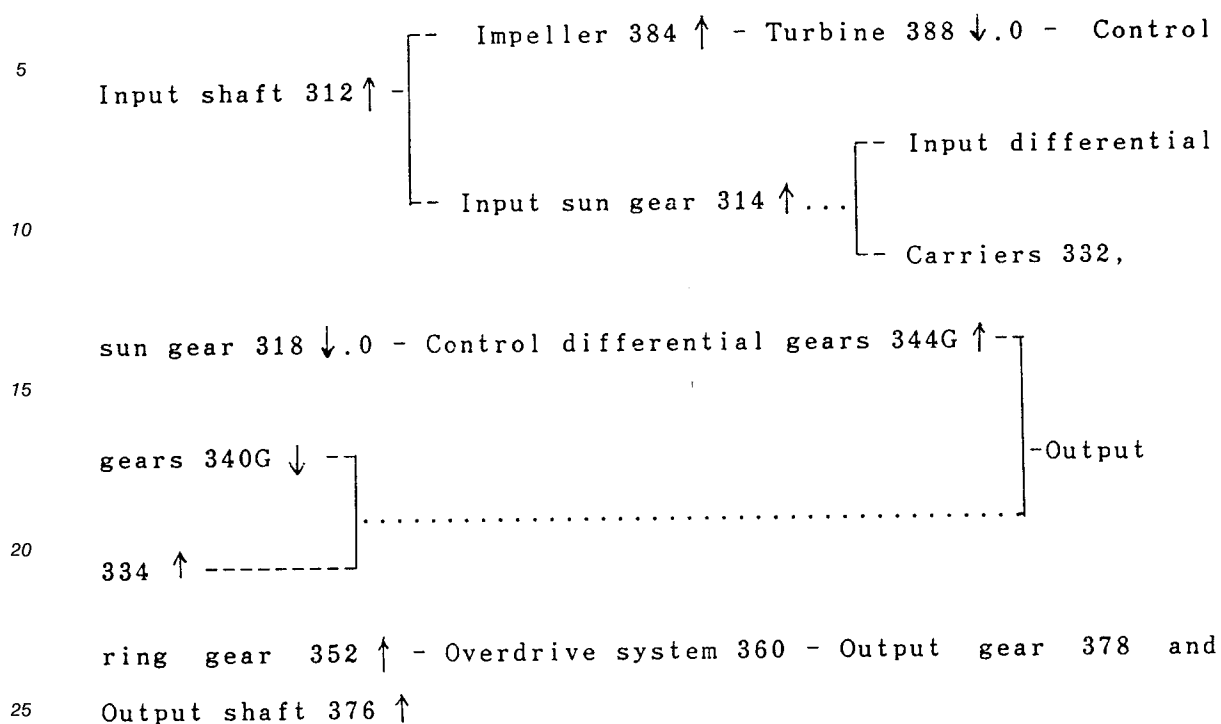 Impeller 384 ↑ - Turbine 388 ↓.0 - Control
5
Input shaft 312 ↑ -
-- Input differential
-- Input sun gear 314 ↑ ...
10
-- Carriers 332,
sun gear 318 ↓.0 - Control differential gears 344G ↑ --
15
gears 340G ↓ --
-Output
20
334 ↑ ---------
ring gear 352 ↑ - Overdrive system 360 - Output gear 378 and
25 Output shaft 376 ↑